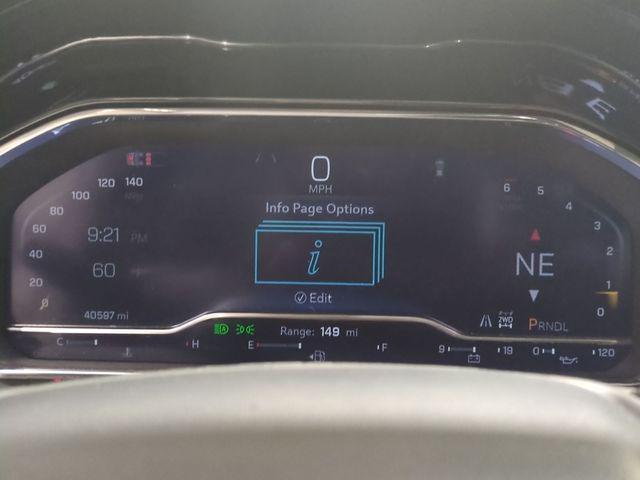 0
MPH
Info Page Options
i
Edit
140
120
100
80
60
40
20
0
9:21 PM
60
40597 mi
6
5
4
3
2
1
0
NE
2WD
PRNDL
A
Range: 149 mi
C H
E F
9 19
0 120